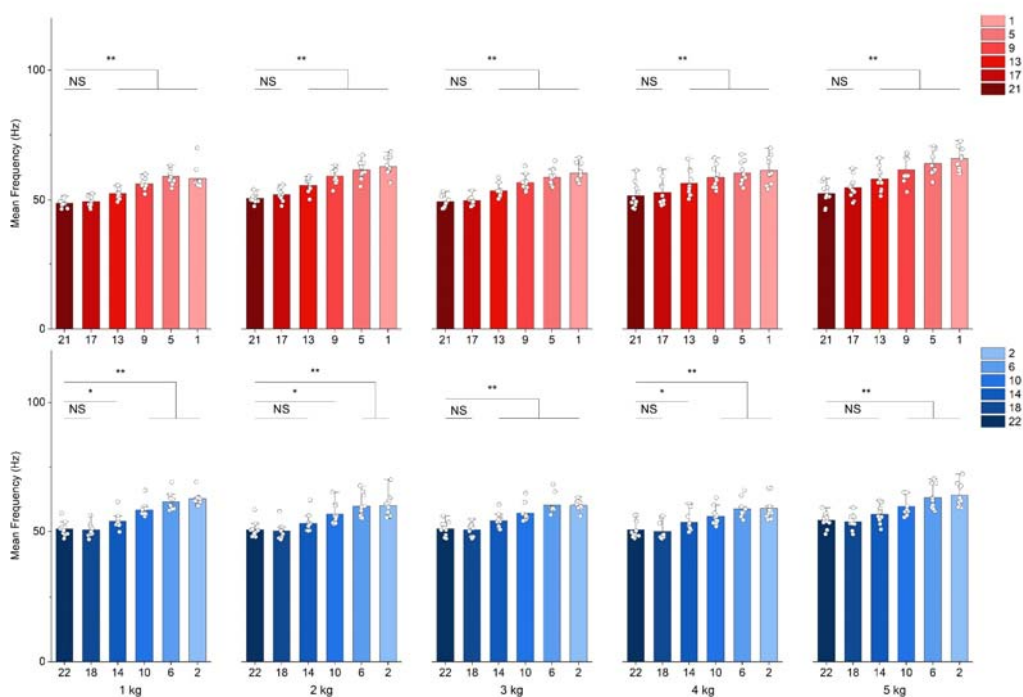 1
5
9
13
17
21
** ** ** ** **
NS NS NS NS NS
100
50
0
Mean Frequency (Hz)
21 17 13 9 5 1 21 17 13 9 5 1 21 17 13 9 5 1 21 17 13 9 5 1 21 17 13 9 5 1
2
6
10
14
18
22
** ** ** ** **
* * *
NS NS NS NS NS
100
50
0
Mean Frequency (Hz)
22 18 14 10 6 2 22 18 14 10 6 2 22 18 14 10 6 2 22 18 14 10 6 2 22 18 14 10 6 2
1 kg 2 kg 3 kg 4 kg 5 kg